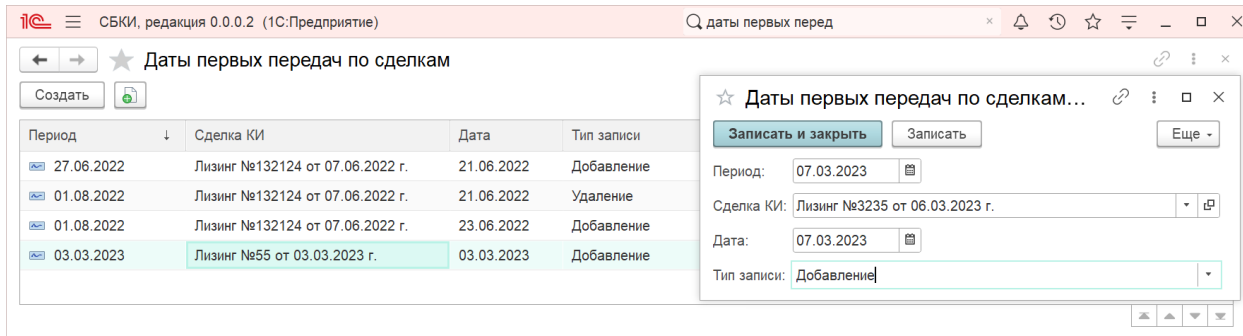 1С СБКИ, редакция 0.0.0.2 (1С:Предприятие) даты первых перед
Даты первых передач по сделкам
Создать
Период Сделка КИ Дата Тип записи
27.06.2022 Лизинг №132124 от 07.06.2022 г. 21.06.2022 Добавление
01.08.2022 Лизинг №132124 от 07.06.2022 г. 21.06.2022 Удаление
01.08.2022 Лизинг №132124 от 07.06.2022 г. 23.06.2022 Добавление
03.03.2023 Лизинг №55 от 03.03.2023 г. 03.03.2023 Добавление
Даты первых передач по сделкам...
Записать и закрыть Записать Еще
Период: 07.03.2023
Сделка КИ: Лизинг №3235 от 06.03.2023 г.
Дата: 07.03.2023
Тип записи: Добавление